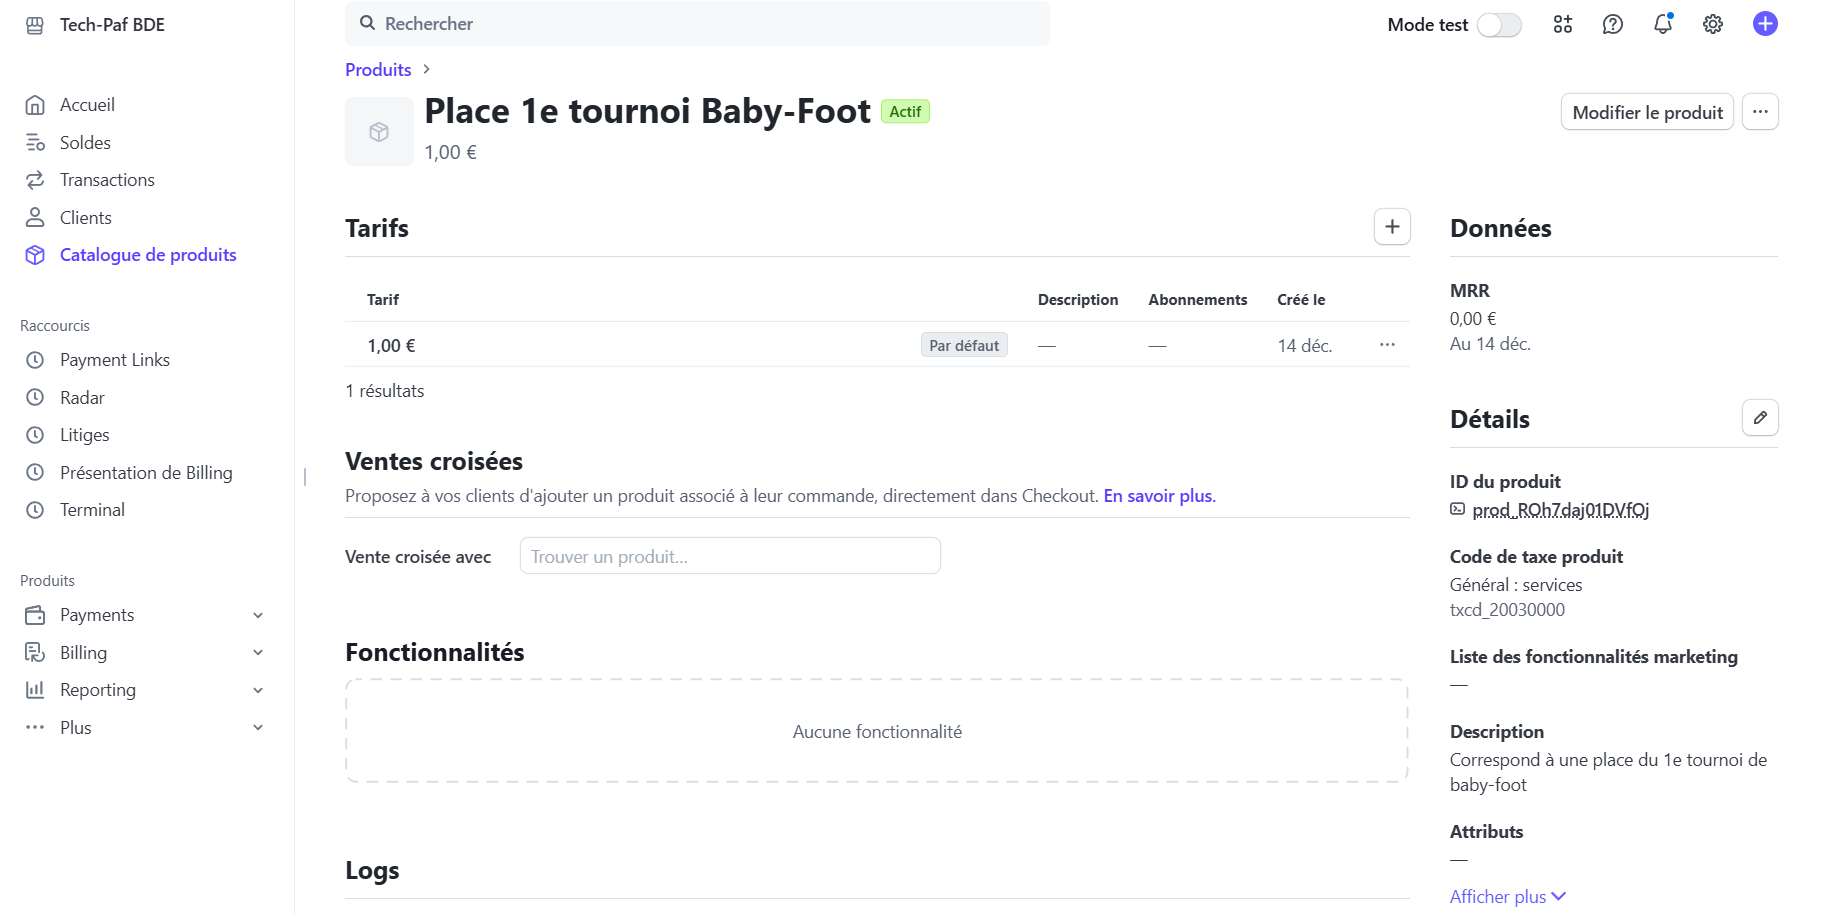 Tech-Paf BDE
Rechercher
Mode test
Accueil
Soldes
Transactions
Clients
Catalogue de produits
Raccourcis
Payment Links
Radar
Litiges
Présentation de Billing
Terminal
Produits
Payments
Billing
Reporting
Plus
Produits
Place 1e tournoi Baby-Foot Actif
1,00 €
Modifier le produit
Tarifs
Tarif Description Abonnements Créé le
1,00 € Par défaut — — 14 déc.
1 résultats
Ventes croisées
Proposez à vos clients d'ajouter un produit associé à leur commande, directement dans Checkout. En savoir plus.
Vente croisée avec Trouver un produit...
Fonctionnalités
Aucune fonctionnalité
Logs
Données
MRR
0,00 €
Au 14 déc.
Détails
ID du produit
prod_ROh7daj01DVfOj
Code de taxe produit
Général : services
txcd_20030000
Liste des fonctionnalités marketing
—
Description
Correspond à une place du 1e tournoi de
baby-foot
Attributs
—
Afficher plus